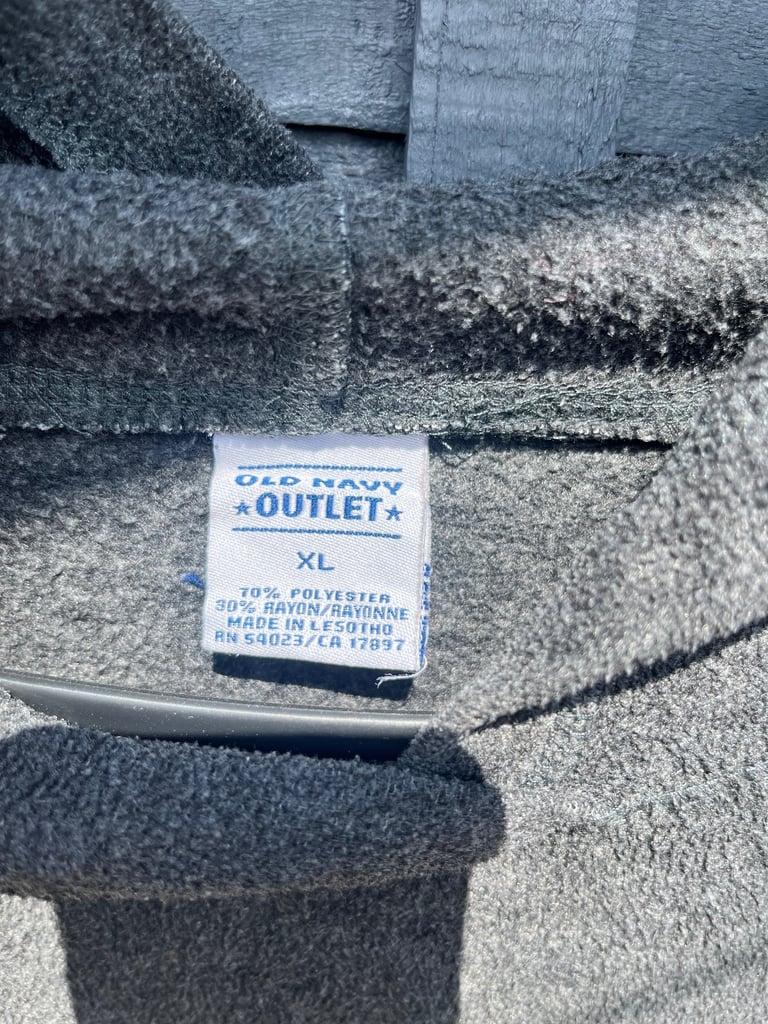 OLD NAVY
★OUTLET★
XL
70% POLYESTER
30% RAYON/RAYONNE
MADE IN LESOTHO
RN 54023/CA 17897